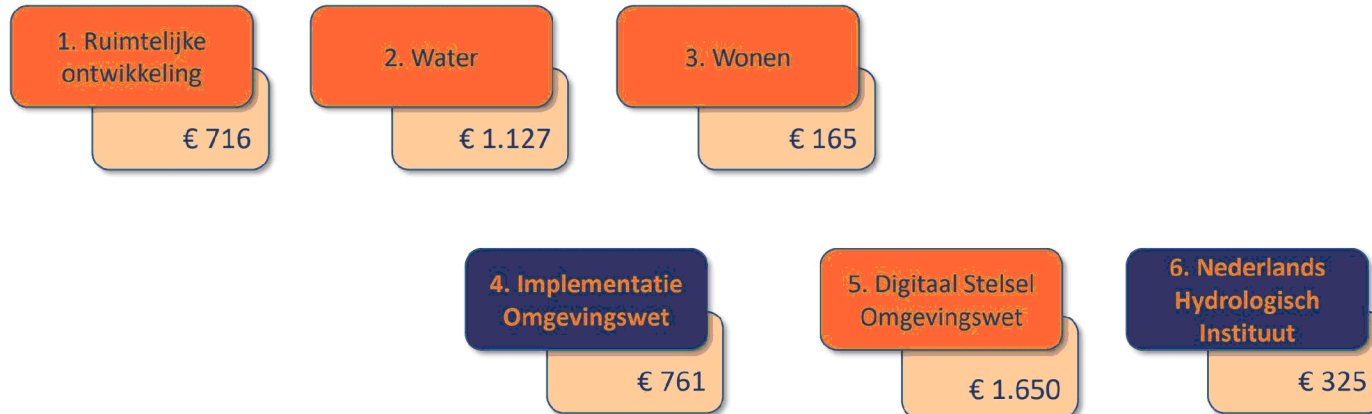 1. Ruimtelijke
ontwikkeling
€ 716
2. Water
€ 1.127
3. Wonen
€ 165
4. Implementatie
Omgevingswet
€ 761
5. Digitaal Stelsel
Omgevingswet
€ 1.650
6. Nederlands
Hydrologisch
Instituut
€ 325